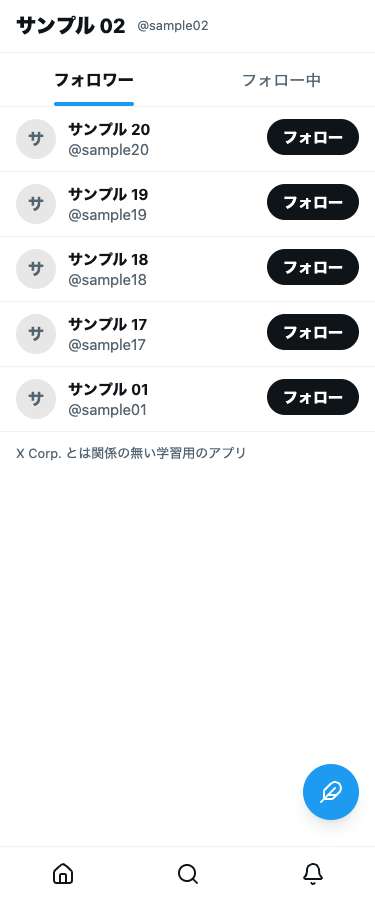 サンプル 02 @sample02
フォロワー フォロー中
サ サンプル 20 フォロー
@sample20
サ サンプル 19 フォロー
@sample19
サ サンプル 18 フォロー
@sample18
サ サンプル 17 フォロー
@sample17
サ サンプル 01 フォロー
@sample01
X Corp. とは関係の無い学習用のアプリ